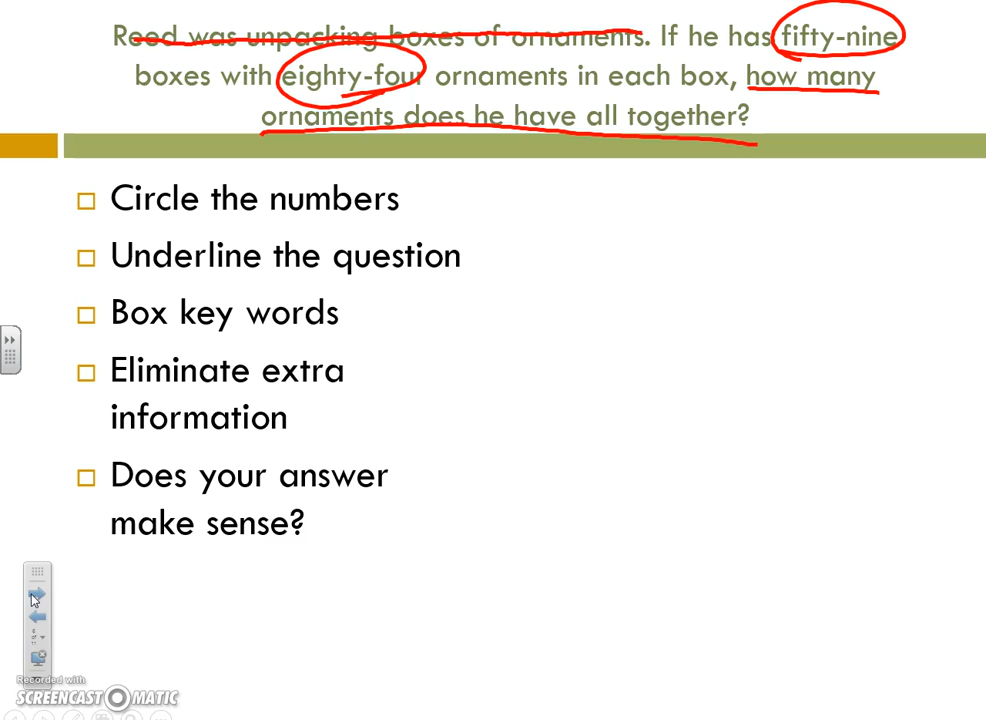 Reed was unpacking boxes of ornaments. If he has fifty-nine
boxes with eighty-four ornaments in each box, how many
ornaments does he have all together?
Circle the numbers
Underline the question
Box key words
Eliminate extra
information
Does your answer
make sense?
Recorded with
SCREENCAST MATIC